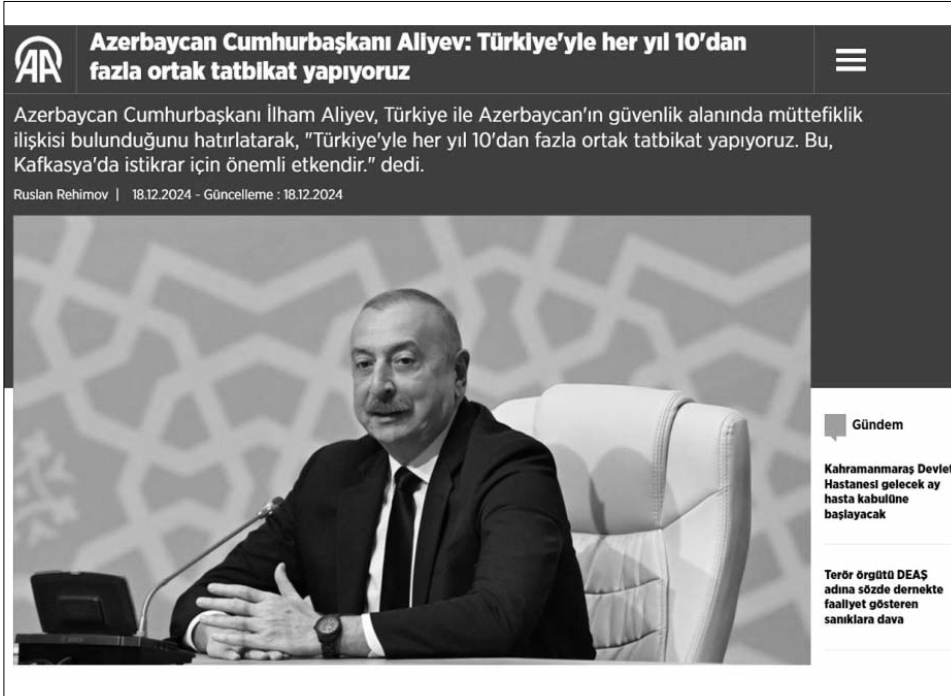 AA
Azerbaycan Cumhurbaşkanı Aliyev: Türkiye'yle her yıl 10'dan
fazla ortak tatbikat yapıyoruz
Azerbaycan Cumhurbaşkanı İlham Aliyev, Türkiye ile Azerbaycan'ın güvenlik alanında müttefiklik
ilişkisi bulunduğunu hatırlatarak, "Türkiye'yle her yıl 10'dan fazla ortak tatbikat yapıyoruz. Bu,
Kafkasya'da istikrar için önemli etkendir." dedi.
Ruslan Rehimov | 18.12.2024 - Güncelleme : 18.12.2024
Gündem
Kahramanmaraş Devlet
Hastanesi gelecek ay
hasta kabulüne
başlayacak
Terör örgütü DEAŞ
adına sözde dernekte
faaliyet gösteren
sanıklara dava